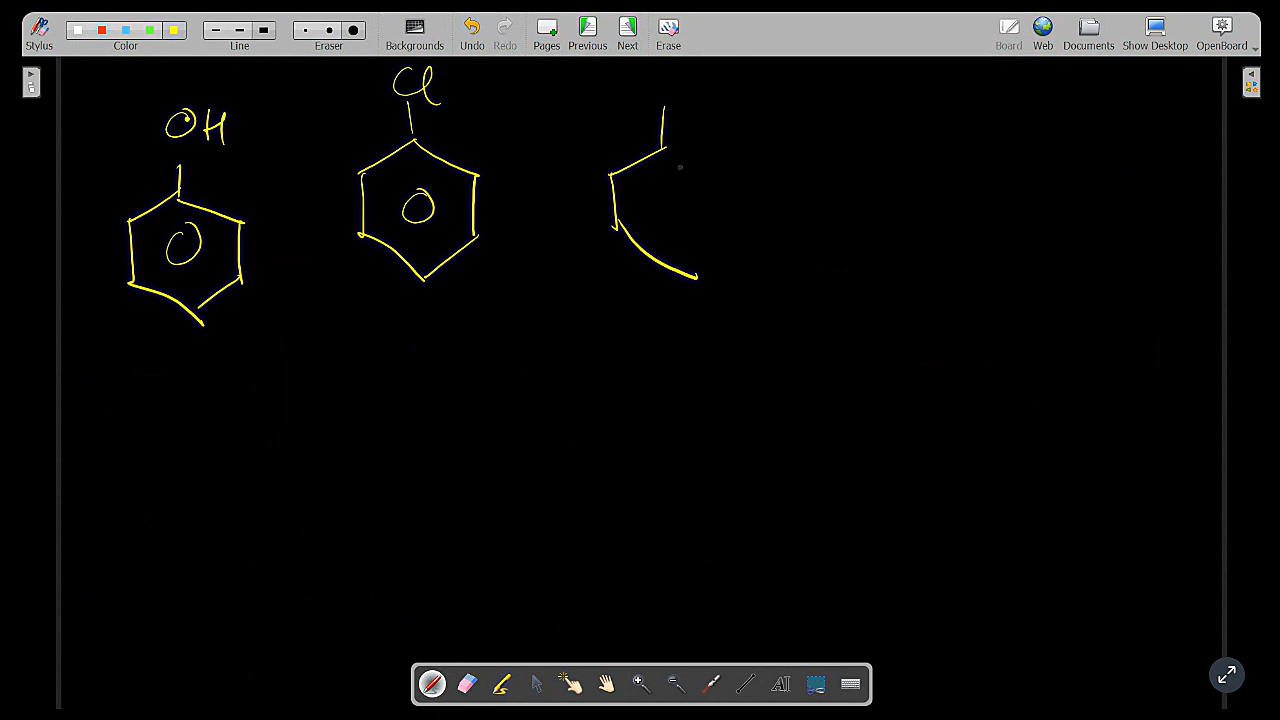 Stylus Color Line Eraser Backgrounds Undo Redo Pages Previous Next Erase Board Web Documents Show Desktop OpenBoard
Cl
OH
AI